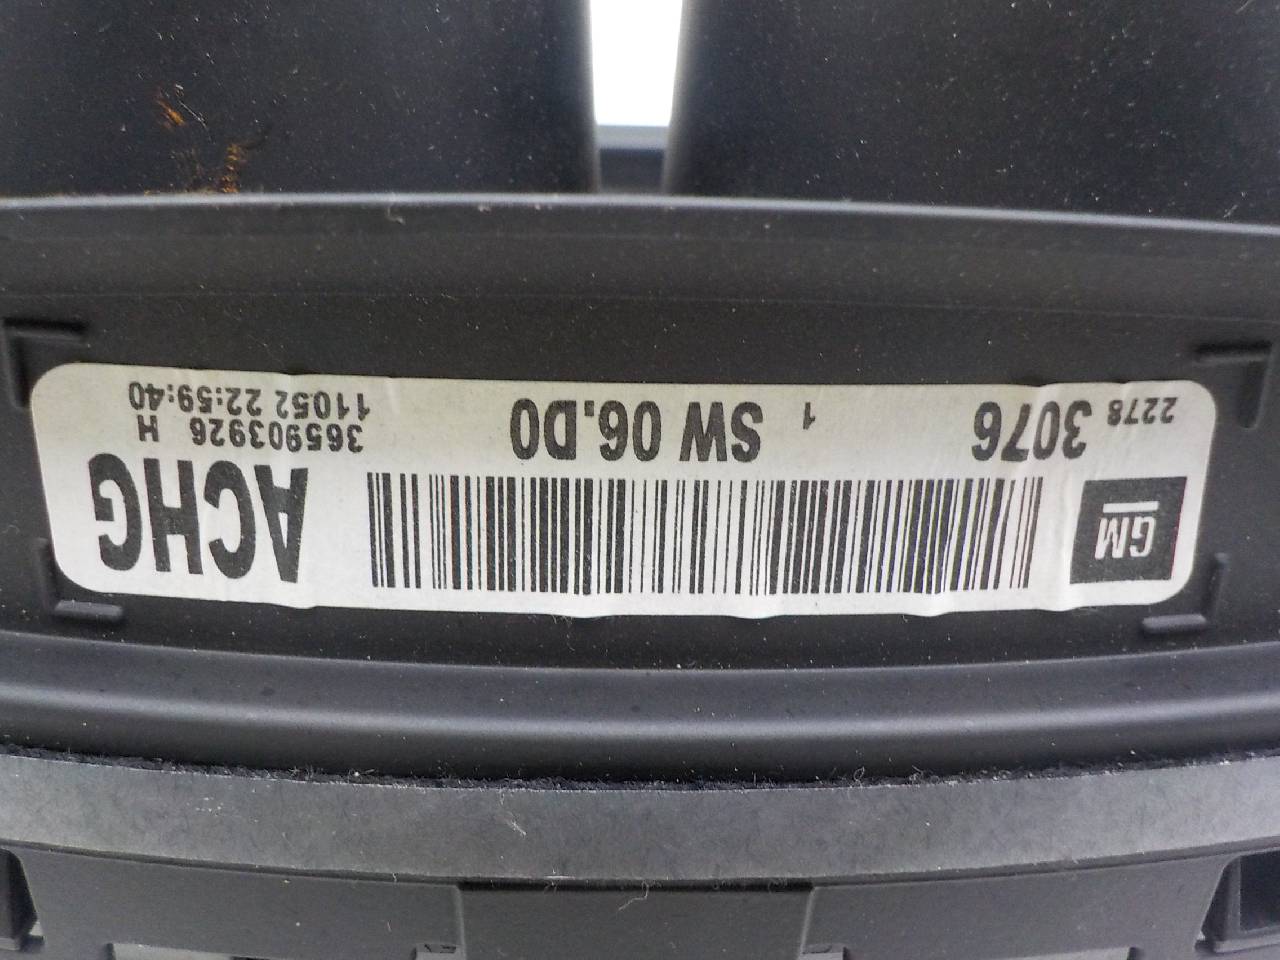 GM
ACHG
2278 3076 1 SW 06.D0
365903926 H
11052 22:59:40